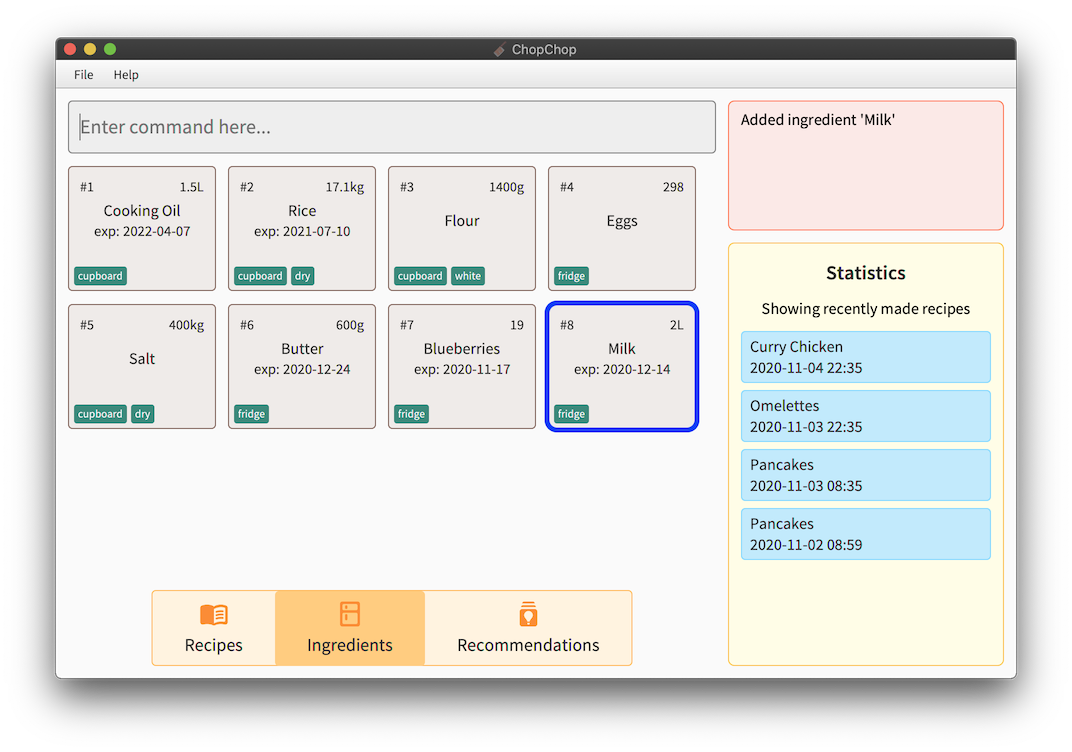 ChopChop
File Help
Enter command here...
#1 1.5L
Cooking Oil
exp: 2022-04-07
cupboard
#2 17.1kg
Rice
exp: 2021-07-10
cupboard dry
#3 1400g
Flour
cupboard white
#4 298
Eggs
fridge
#5 400kg
Salt
cupboard dry
#6 600g
Butter
exp: 2020-12-24
fridge
#7 19
Blueberries
exp: 2020-11-17
fridge
#8 2L
Milk
exp: 2020-12-14
fridge
Recipes
Ingredients
Recommendations
Added ingredient 'Milk'
Statistics
Showing recently made recipes
Curry Chicken
2020-11-04 22:35
Omelettes
2020-11-03 22:35
Pancakes
2020-11-03 08:35
Pancakes
2020-11-02 08:59